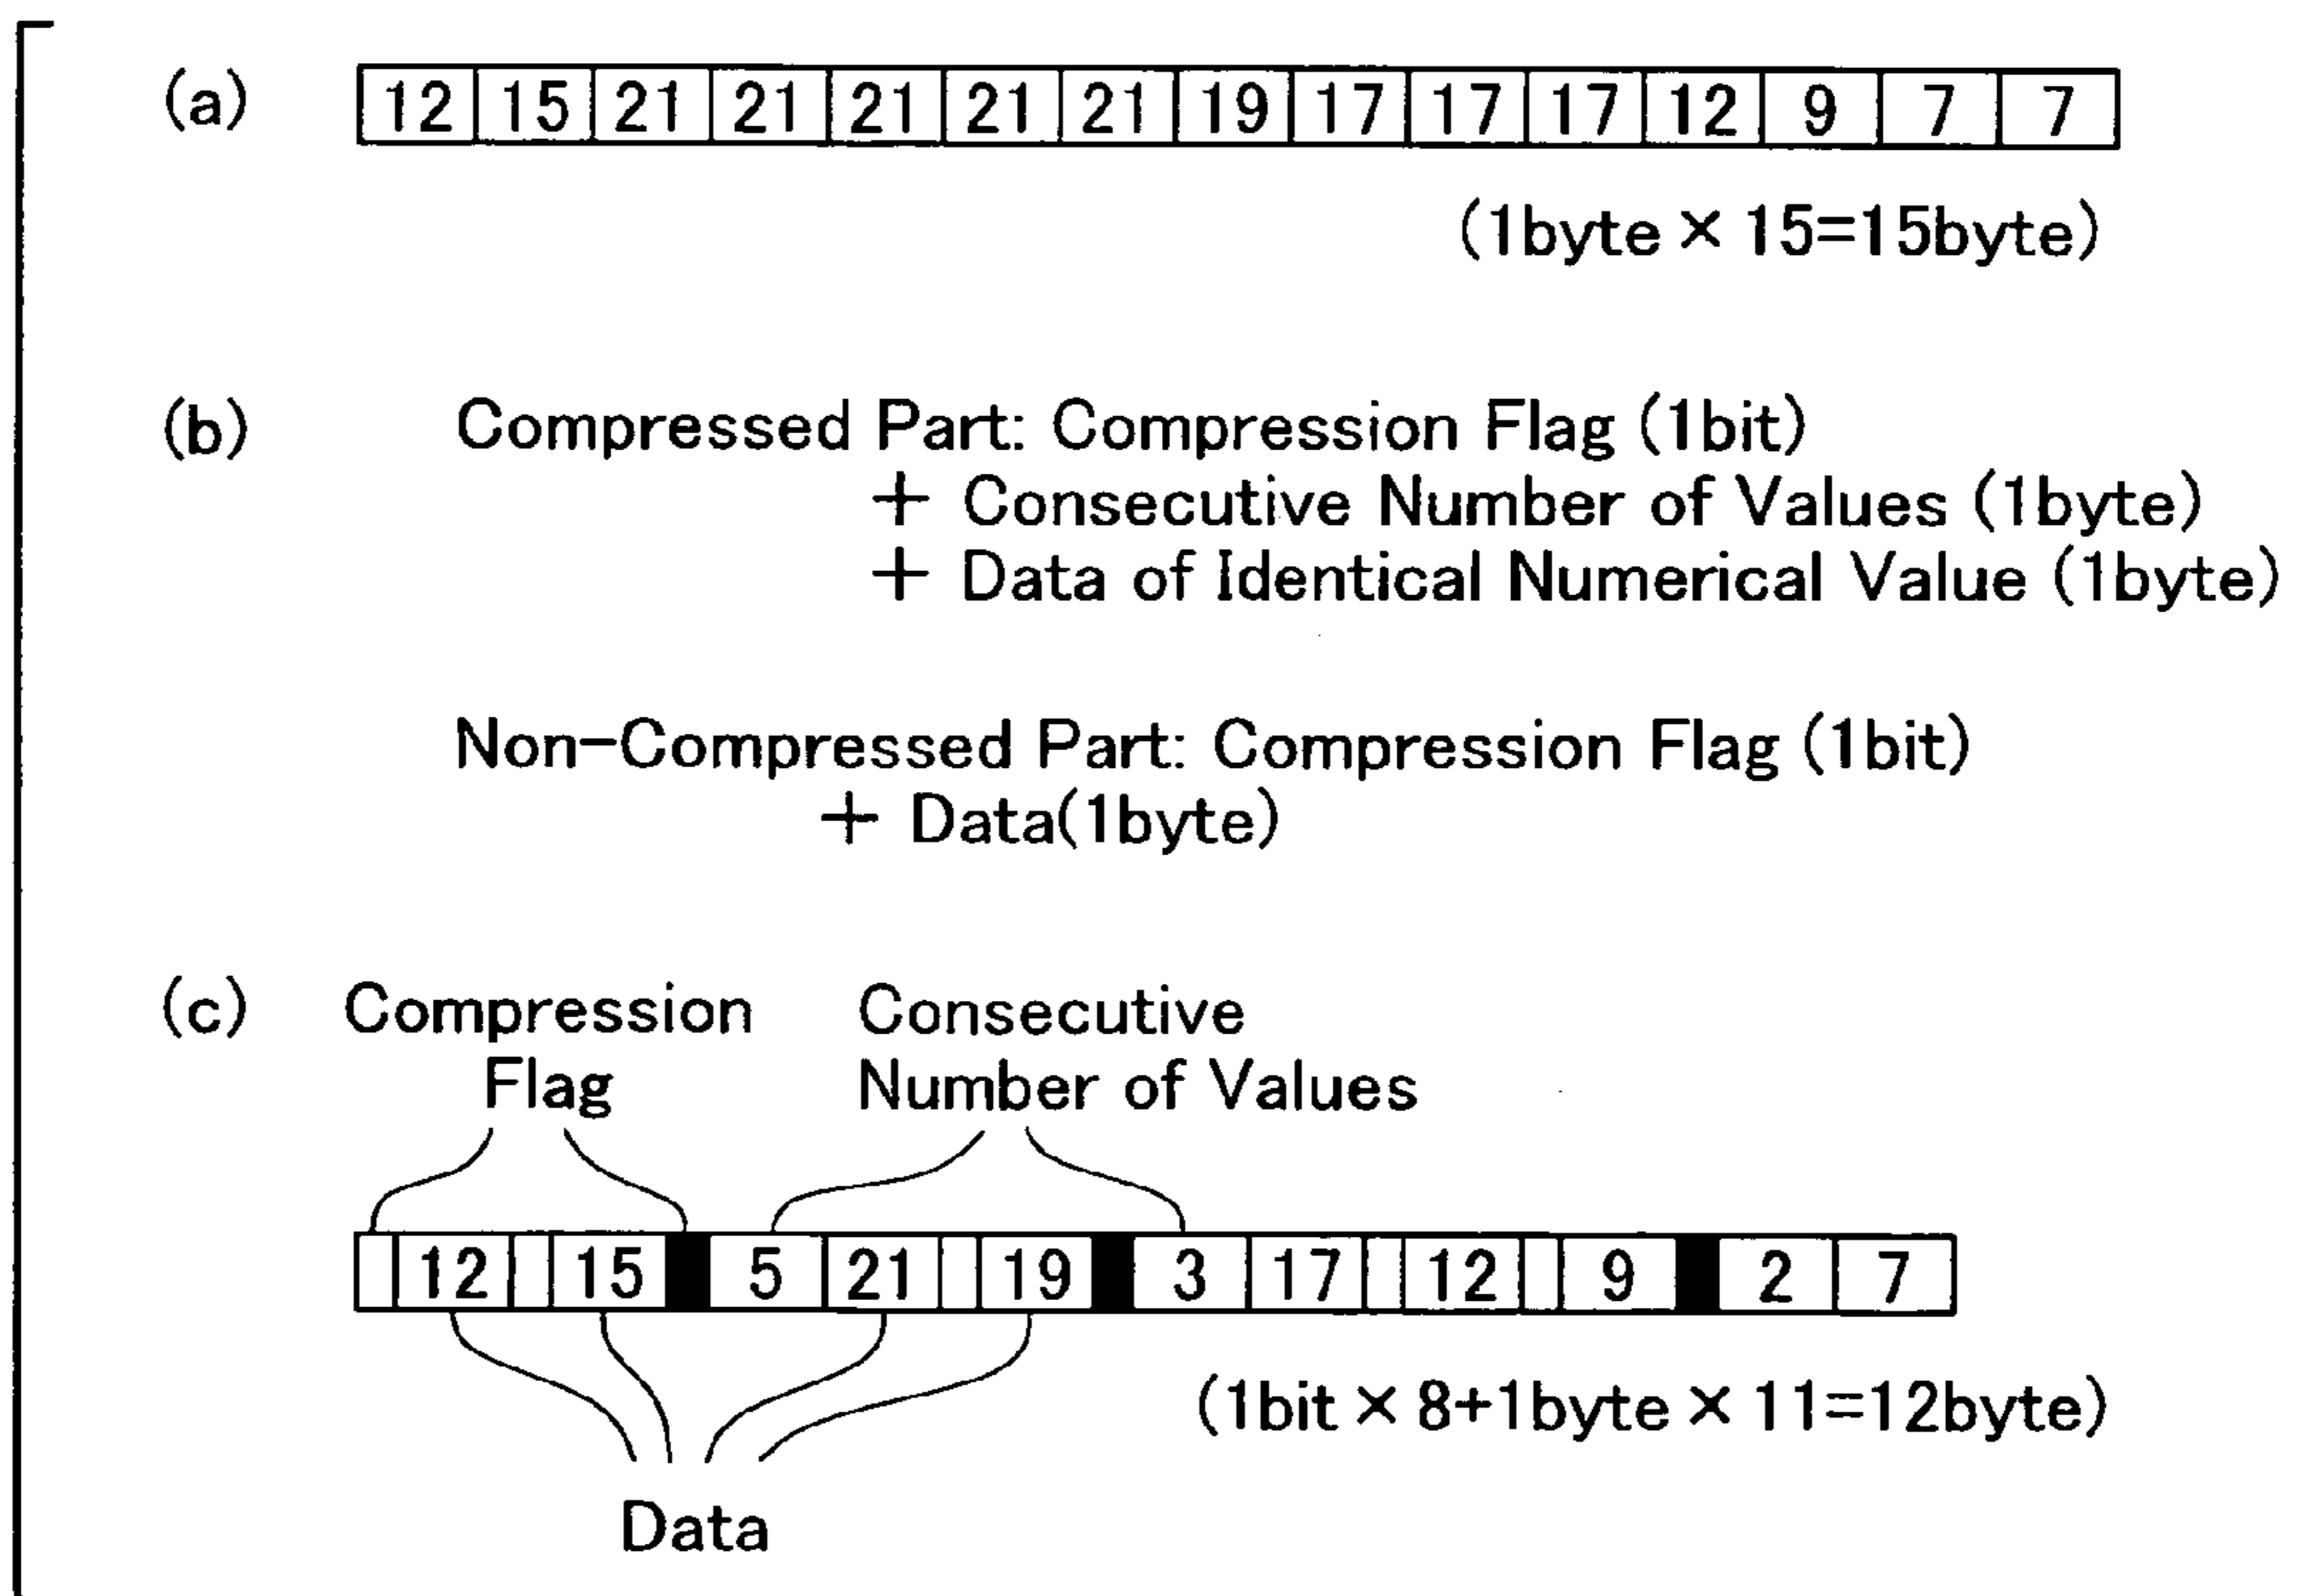 (a) 12 15 21 21 21 21 21 19 17 17 17 12 9 7 7
(1byte × 15=15byte)
(b) Compressed Part: Compression Flag (1bit)
+ Consecutive Number of Values (1byte)
+ Data of Identical Numerical Value (1byte)
Non-Compressed Part: Compression Flag (1bit)
+ Data(1byte)
(c) Compression Consecutive
Flag Number of Values
12 15 5 21 19 3 17 12 9 2 7
(1bit × 8+1byte × 11=12byte)
Data